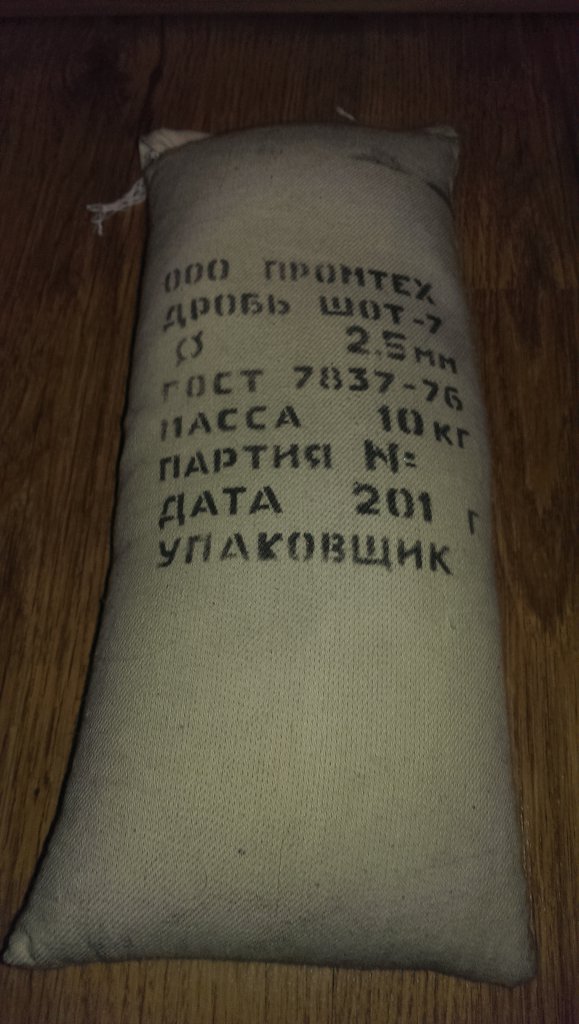 ООО ПРОМТЕХ
ДРОБЬ ШОТ-7
Ø 2.5мм
ГОСТ 7837-76
МАССА 10кг
ПАРТИЯ №
ДАТА 201 г
УПАКОВЩИК